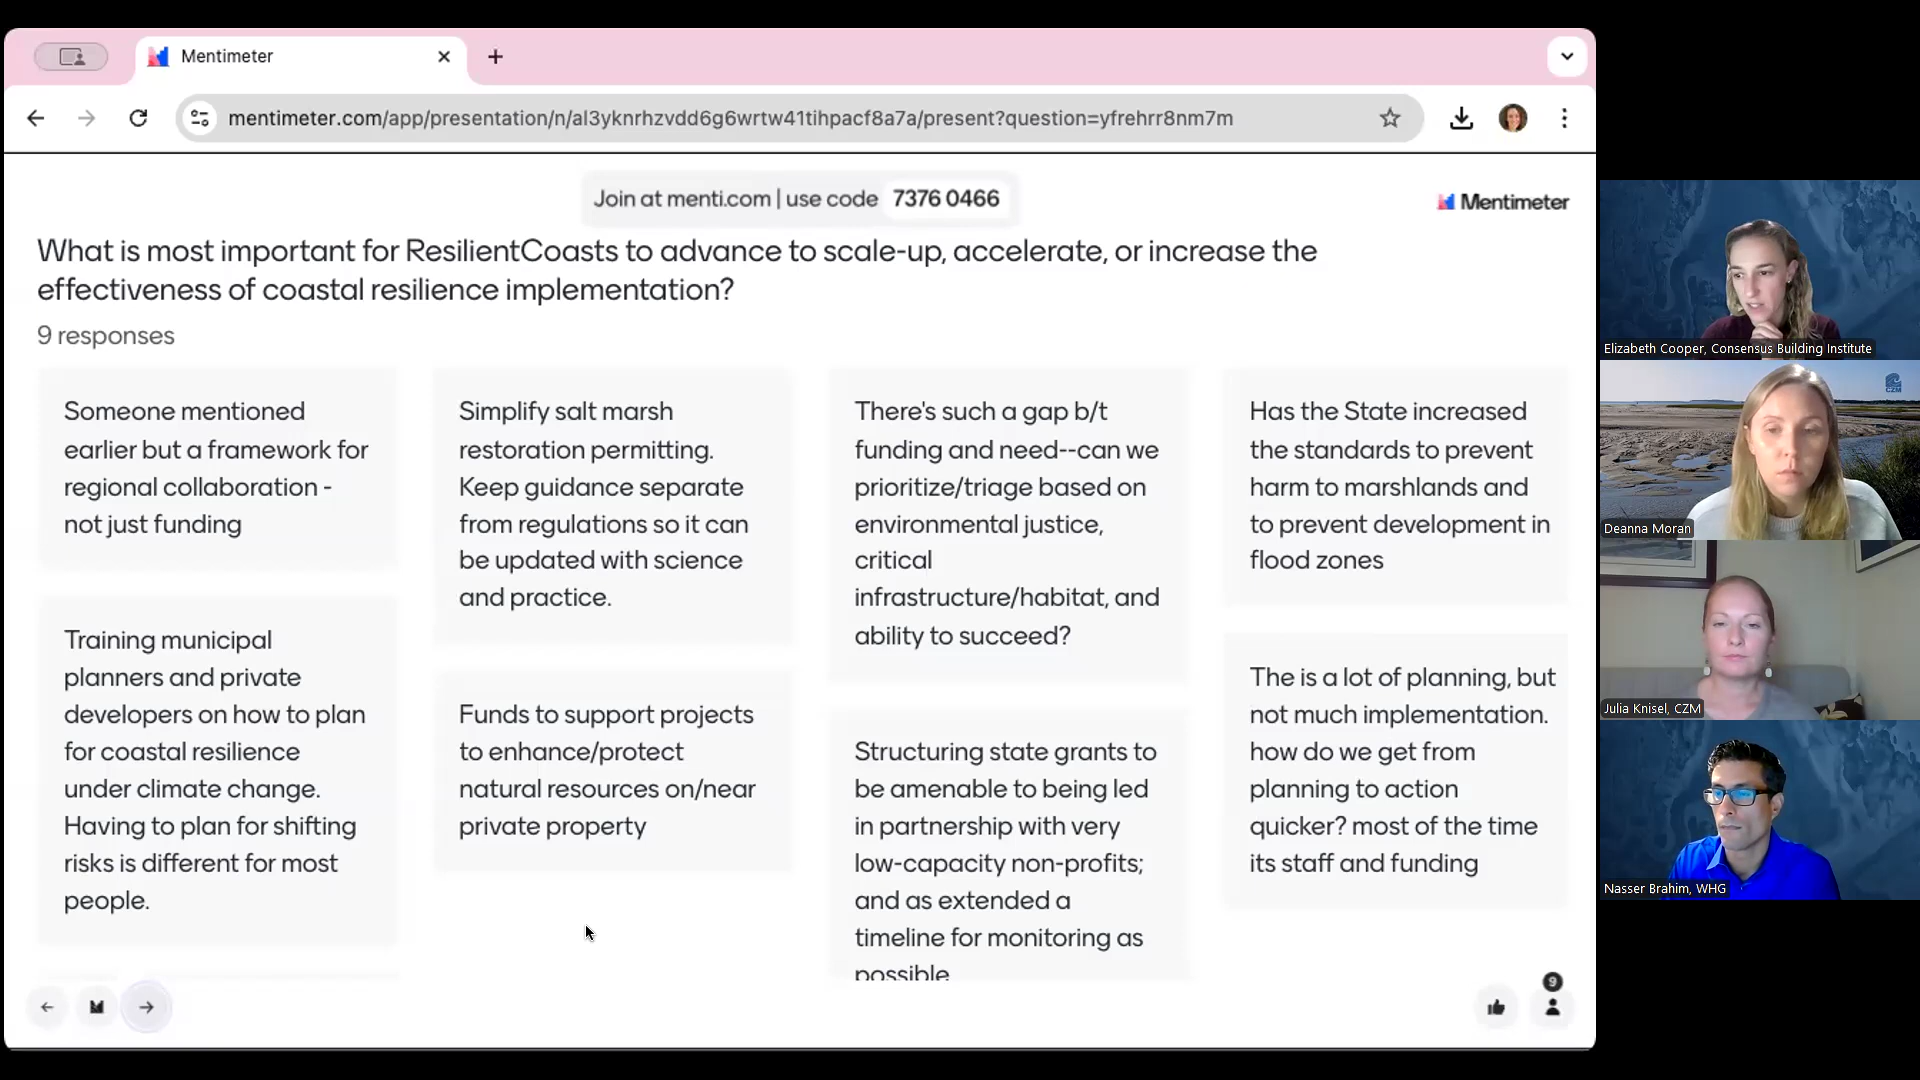 Mentimeter
mentimeter.com/app/presentation/n/al3yknrhzvdd6g6wrtw41tihpacf8a7a/present?question=yfrehrr8nm7m
Join at menti.com | use code 7376 0466
Mentimeter
What is most important for ResilientCoasts to advance to scale-up, accelerate, or increase the
effectiveness of coastal resilience implementation?
9 responses
Someone mentioned
earlier but a framework for
regional collaboration -
not just funding
Training municipal
planners and private
developers on how to plan
for coastal resilience
under climate change.
Having to plan for shifting
risks is different for most
people.
Simplify salt marsh
restoration permitting.
Keep guidance separate
from regulations so it can
be updated with science
and practice.
Funds to support projects
to enhance/protect
natural resources on/near
private property
There's such a gap b/t
funding and need--can we
prioritize/triage based on
environmental justice,
critical
infrastructure/habitat, and
ability to succeed?
Structuring state grants to
be amenable to being led
in partnership with very
low-capacity non-profits;
and as extended a
timeline for monitoring as
possible
Has the State increased
the standards to prevent
harm to marshlands and
to prevent development in
flood zones
The is a lot of planning, but
not much implementation.
how do we get from
planning to action
quicker? most of the time
its staff and funding
9
Elizabeth Cooper, Consensus Building Institute
CZM
Deanna Moran
Julia Knisel, CZM
Nasser Brahim, WHG